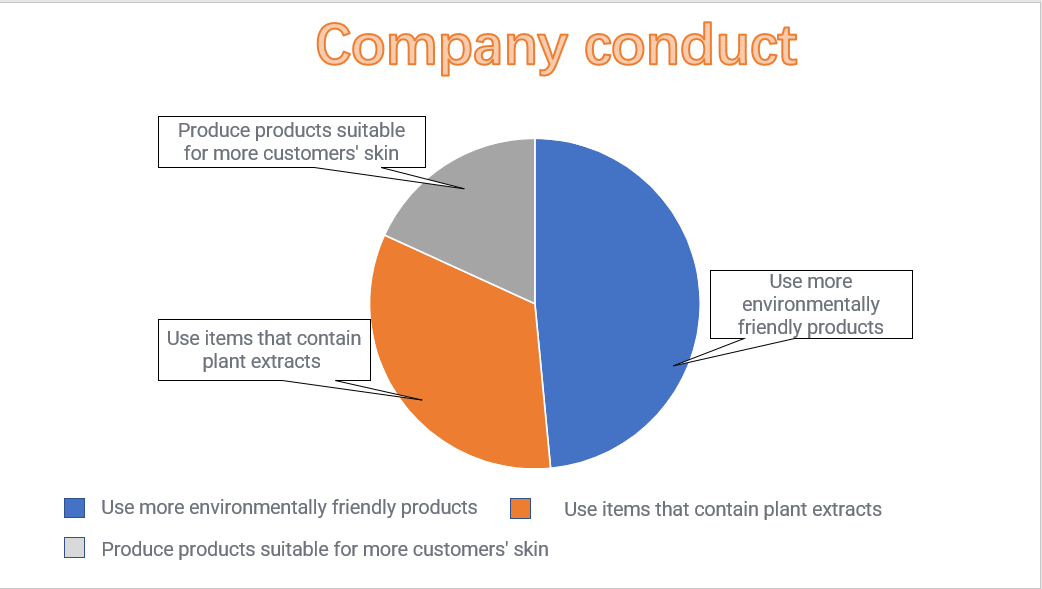 Company conduct
Produce products suitable
for more customers' skin
Use more
environmentally
friendly products
Use items that contain
plant extracts
Use more environmentally friendly products
Use items that contain plant extracts
Produce products suitable for more customers' skin